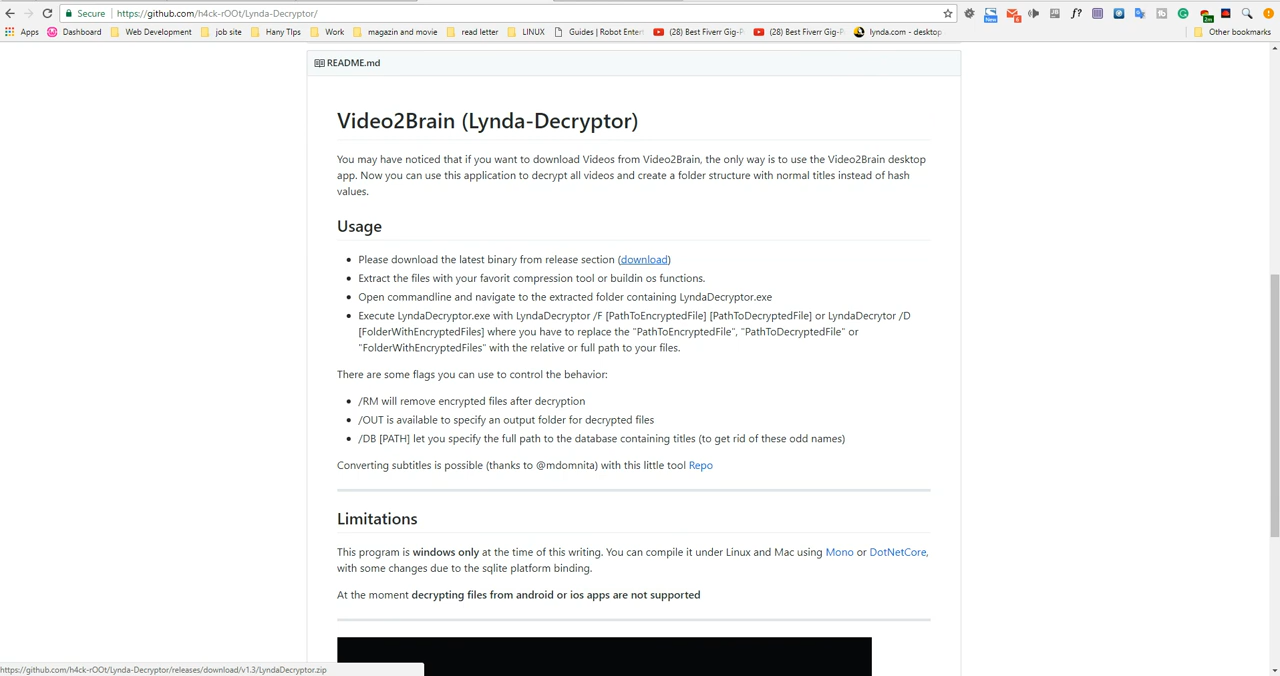 Secure https://github.com/h4ck-rOOt/Lynda-Decryptor/
Apps Dashboard Web Development job site Hany TIps Work magazin and movie read letter LINUX Guides | Robot Enter (28) Best Fiverr Gig-P (28) Best Fiverr Gig-P lynda.com - desktop Other bookmarks
README.md
Video2Brain (Lynda-Decryptor)
You may have noticed that if you want to download Videos from Video2Brain, the only way is to use the Video2Brain desktop
app. Now you can use this application to decrypt all videos and create a folder structure with normal titles instead of hash
values.
Usage
Please download the latest binary from release section (download)
Extract the files with your favorit compression tool or buildin os functions.
Open commandline and navigate to the extracted folder containing LyndaDecryptor.exe
Execute LyndaDecryptor.exe with LyndaDecryptor /F [PathToEncryptedFile] [PathToDecryptedFile] or LyndaDecrytor /D
[FolderWithEncryptedFiles] where you have to replace the "PathToEncryptedFile", "PathToDecryptedFile" or
"FolderWithEncryptedFiles" with the relative or full path to your files.
There are some flags you can use to control the behavior:
/RM will remove encrypted files after decryption
/OUT is available to specify an output folder for decrypted files
/DB [PATH] let you specify the full path to the database containing titles (to get rid of these odd names)
Converting subtitles is possible (thanks to @mdomnita) with this little tool Repo
Limitations
This program is windows only at the time of this writing. You can compile it under Linux and Mac using Mono or DotNetCore,
with some changes due to the sqlite platform binding.
At the moment decrypting files from android or ios apps are not supported
https://github.com/h4ck-rOOt/Lynda-Decryptor/releases/download/v1.3/LyndaDecryptor.zip